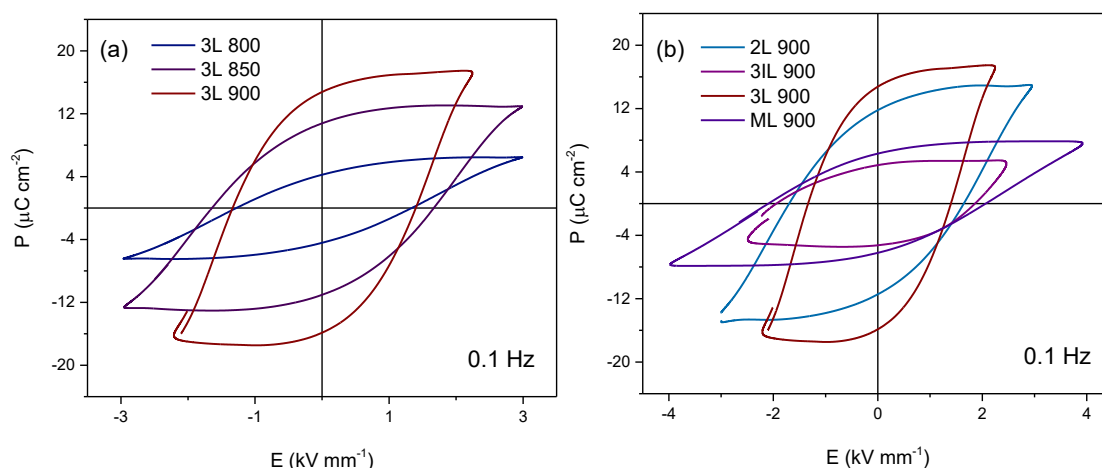 (a)
3L 800
3L 850
3L 900
20
12
4
-4
-12
-20
P (μC cm⁻²)
0.1 Hz
-3
-1
1
3
E (kV mm⁻¹)
(b)
2L 900
3IL 900
3L 900
ML 900
20
12
4
-4
-12
-20
P (μC cm⁻²)
0.1 Hz
-4
-2
0
2
4
E (kV mm⁻¹)